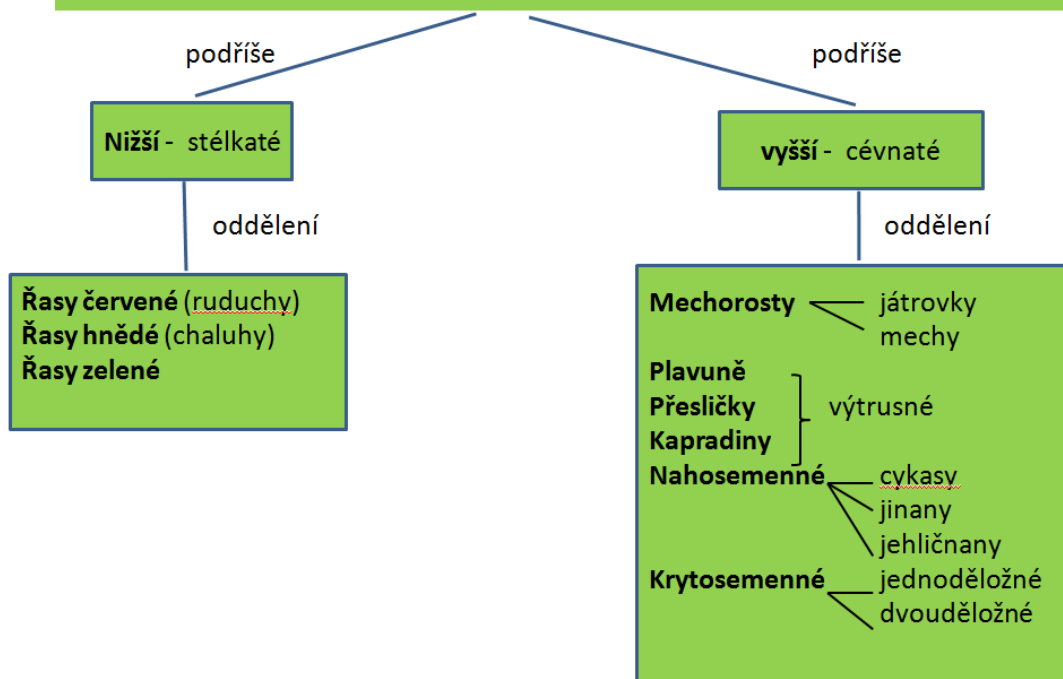 podříše
podříše
Nižší - stélkaté
vyšší - cévnaté
oddělení
oddělení
Řasy červené (ruduchy)
Řasy hnědé (chaluhy)
Řasy zelené
Mechorosty játrovky
mechy
Plavuně
Přesličky výtrusné
Kapradiny
Nahosemenné cykasy
jinany
jehličnany
Krytosemenné jednoděložné
dvouděložné